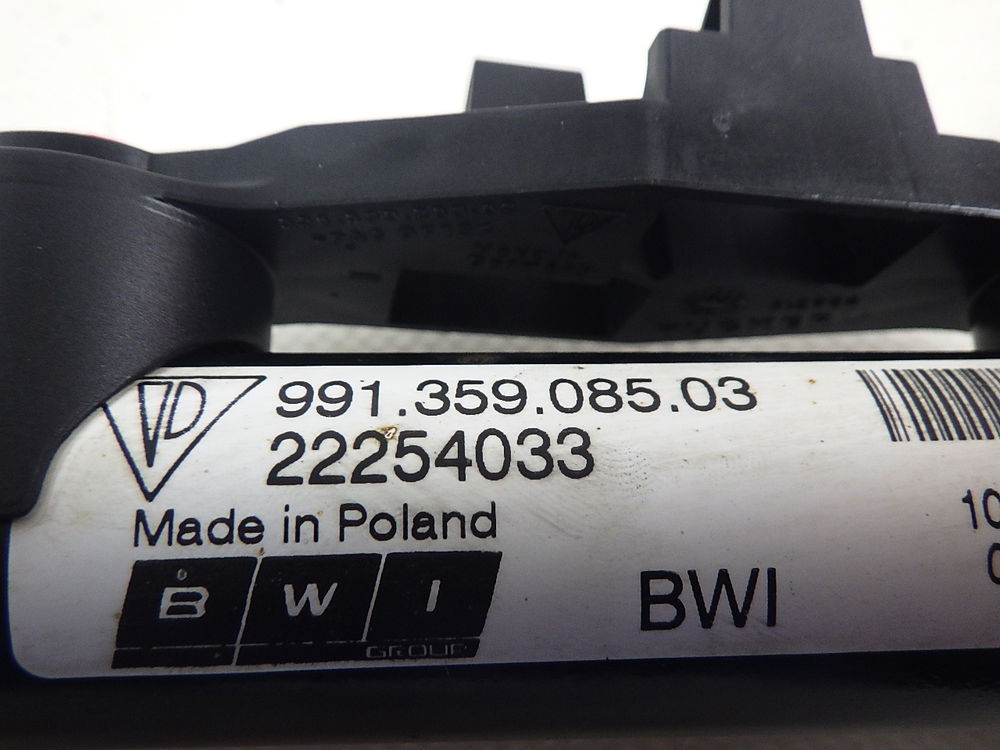 991.359.085.03
22254033
Made in Poland
B W I
GROUP
BWI
10